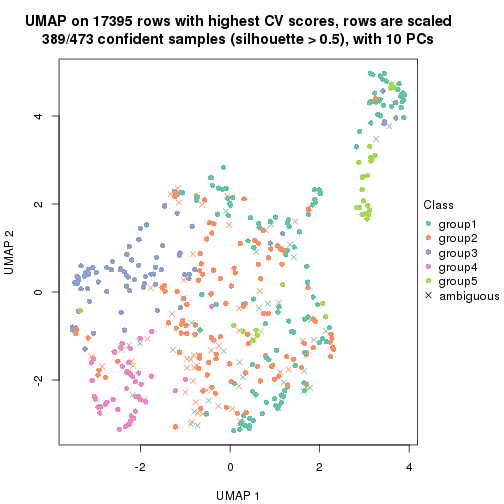 UMAP on 17395 rows with highest CV scores, rows are scaled
389/473 confident samples (silhouette > 0.5), with 10 PCs
4
2
0
-2
UMAP 2
-2
0
2
4
UMAP 1
Class
group1
group2
group3
group4
group5
ambiguous